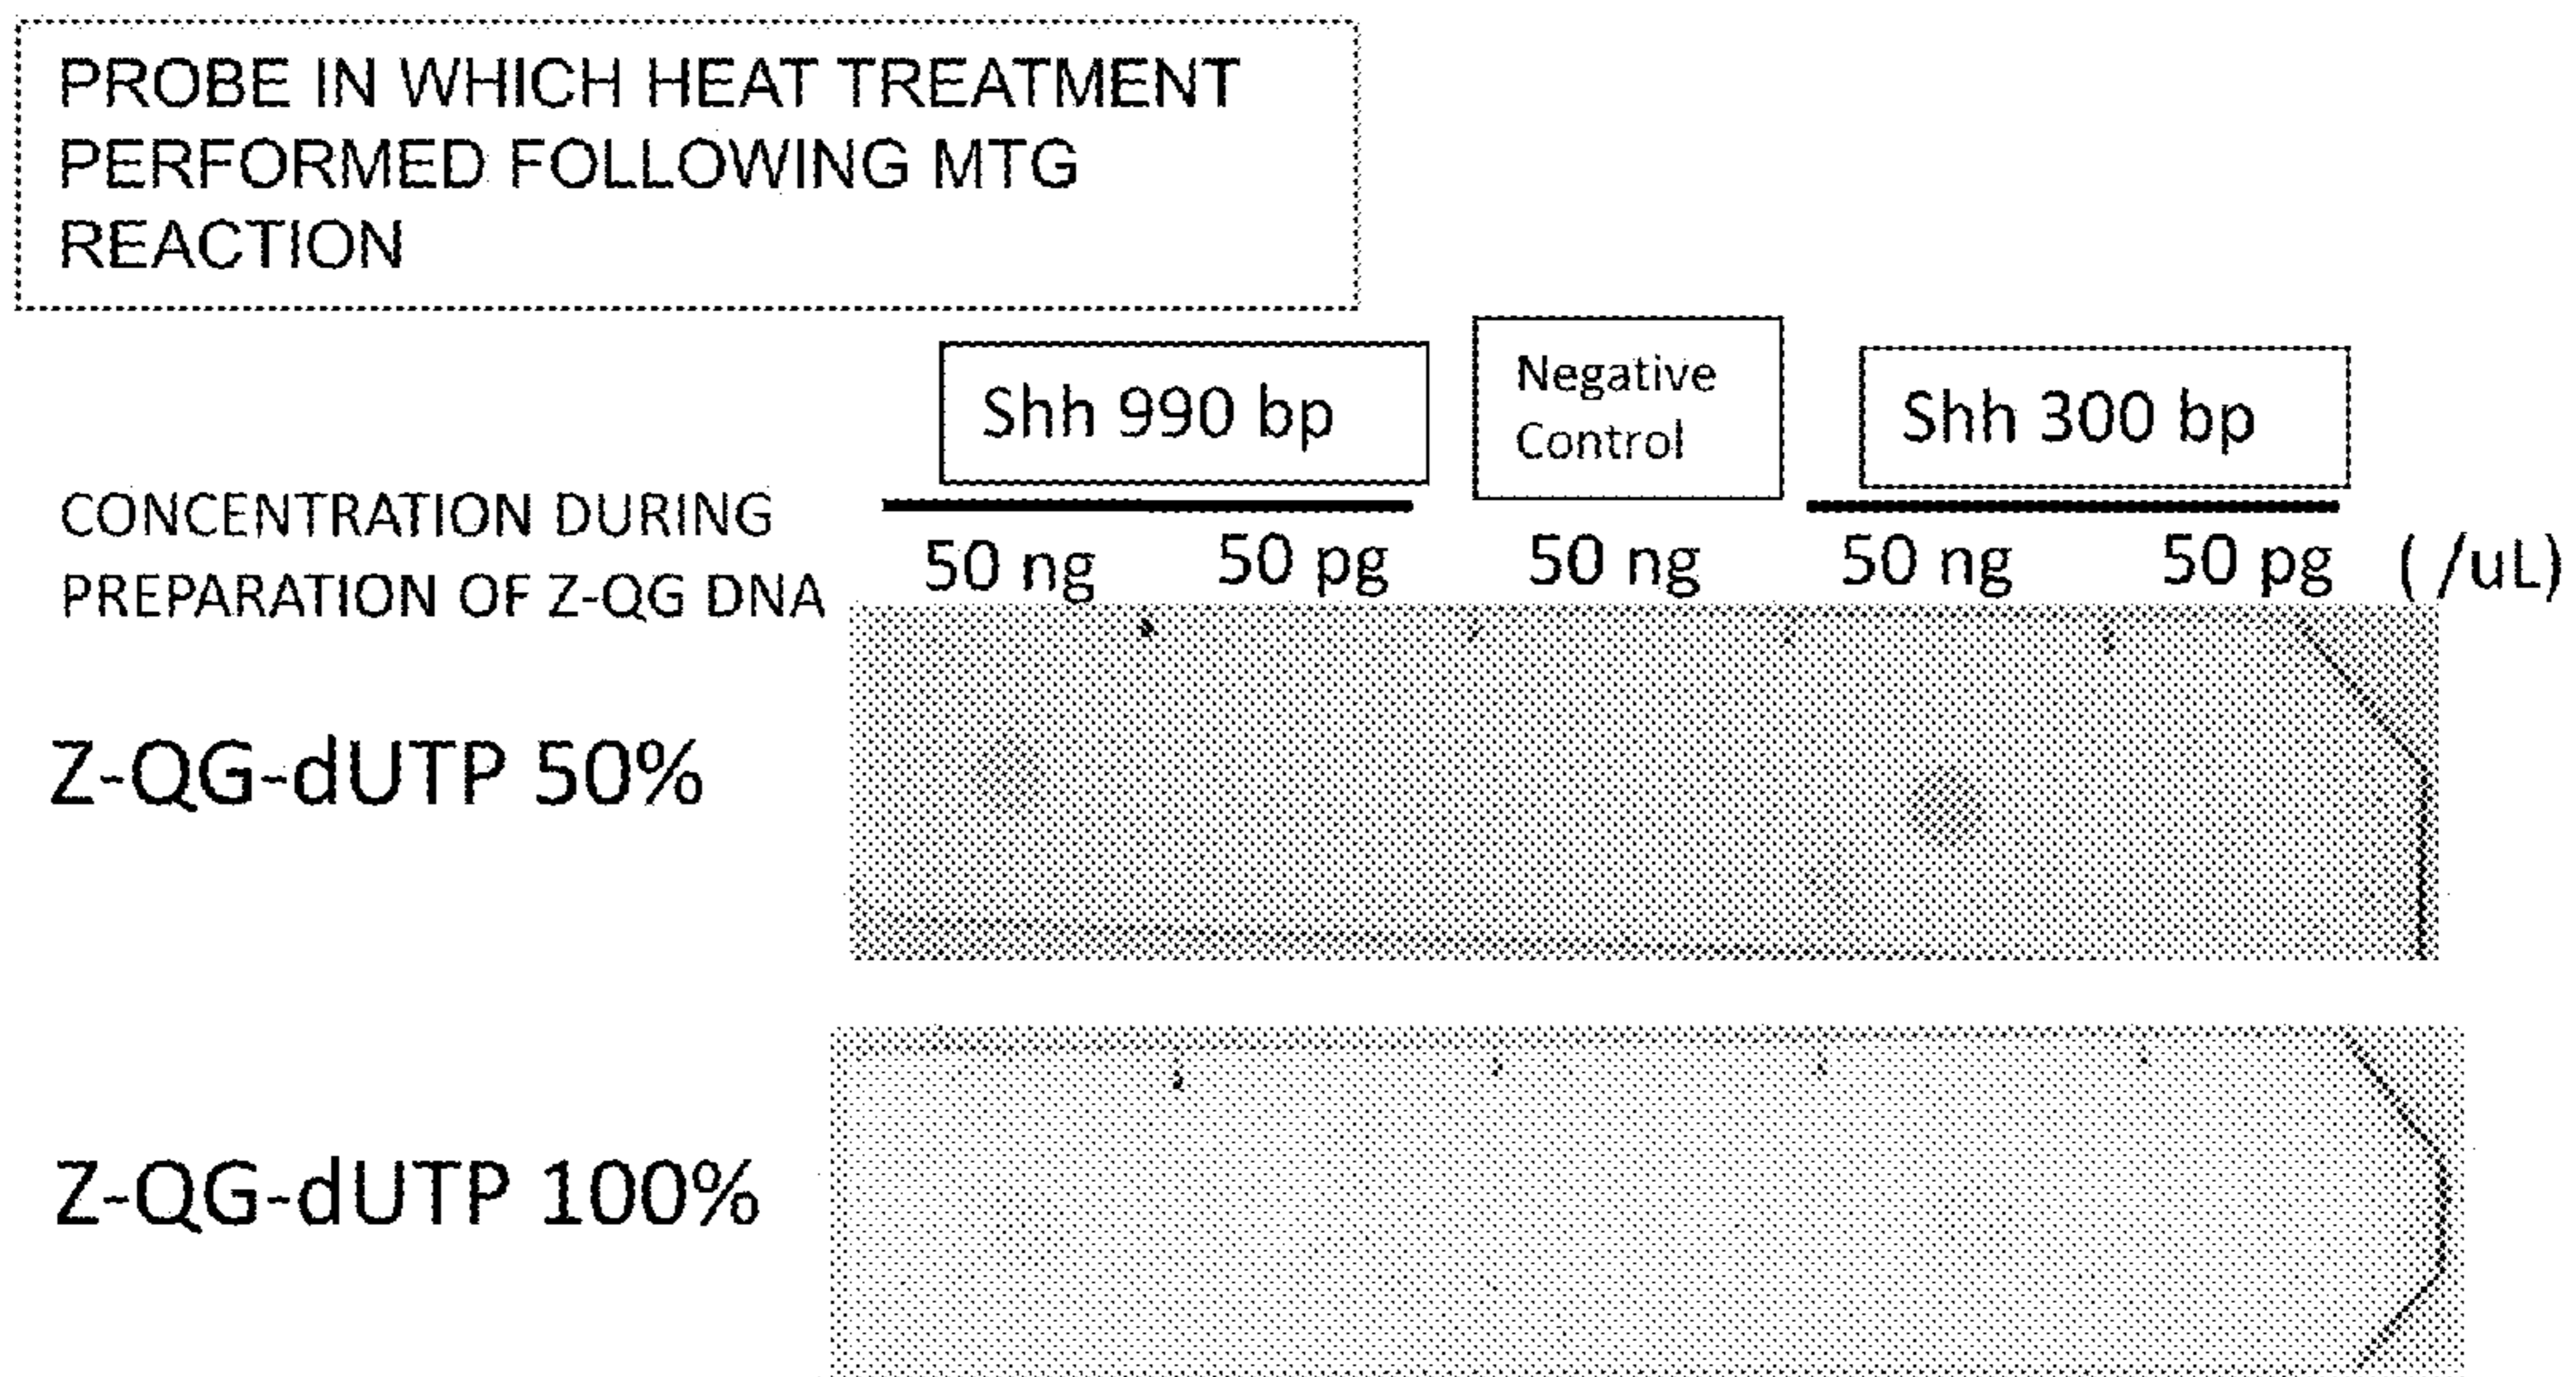 PROBE IN WHICH HEAT TREATMENT
PERFORMED FOLLOWING MTG
REACTION
Shh 990 bp
Negative
Control
Shh 300 bp
CONCENTRATION DURING
PREPARATION OF Z-QG DNA
50 ng 50 pg 50 ng 50 ng 50 pg ( /uL)
Z-QG-dUTP 50%
Z-QG-dUTP 100%